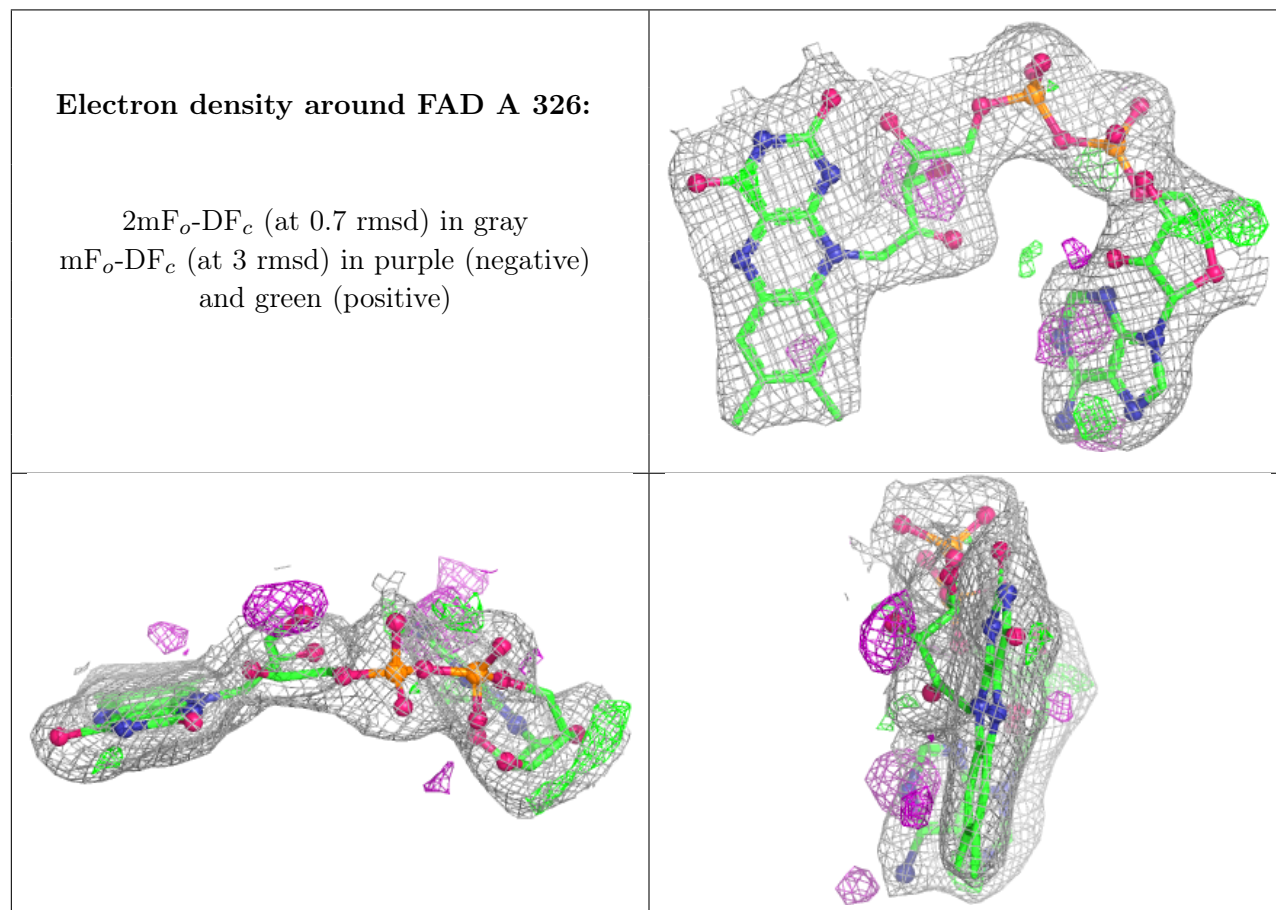 Electron density around FAD A 326:
2mFo-DFc (at 0.7 rmsd) in gray
mFo-DFc (at 3 rmsd) in purple (negative)
and green (positive)